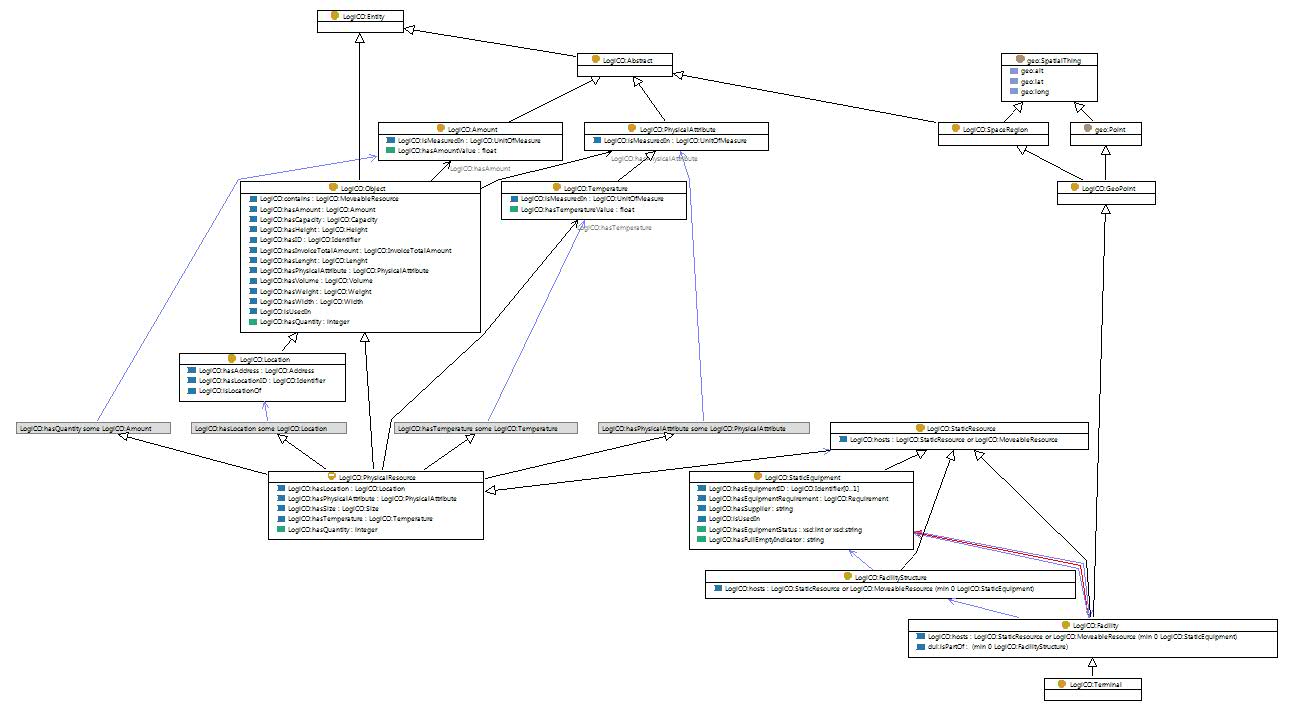 LogiCO:Entity
LogiCO:Abstract
geo:SpatialThing
geo:alt
geo:lat
geo:long
LogiCO:Amount
LogiCO:isMeasuredIn : LogiCO:UnitOfMeasure
LogiCO:hasAmountValue : float
LogiCO:PhysicalAttribute
LogiCO:isMeasuredIn : LogiCO:UnitOfMeasure
LogiCO:SpaceRegion
geo:Point
LogiCO:hasPhysicalAttribute
LogiCO:hasAmount
LogiCO:Object
LogiCO:contains : LogiCO:MoveableResource
LogiCO:hasAmount : LogiCO:Amount
LogiCO:hasCapacity : LogiCO:Capacity
LogiCO:hasHeight : LogiCO:Height
LogiCO:hasID : LogiCO:Identifier
LogiCO:hasInvoiceTotalAmount : LogiCO:InvoiceTotalAmount
LogiCO:hasLenght : LogiCO:Lenght
LogiCO:hasPhysicalAttribute : LogiCO:PhysicalAttribute
LogiCO:hasVolume : LogiCO:Volume
LogiCO:hasWeight : LogiCO:Weight
LogiCO:hasWidth : LogiCO:Width
LogiCO:isUsedIn
LogiCO:hasQuantity : integer
LogiCO:Temperature
LogiCO:isMeasuredIn : LogiCO:UnitOfMeasure
LogiCO:hasTemperatureValue : float
LogiCO:GeoPoint
LogiCO:hasTemperature
LogiCO:Location
LogiCO:hasAddress : LogiCO:Address
LogiCO:hasLocationID : LogiCO:Identifier
LogiCO:isLocationOf
LogiCO:hasQuantity some LogiCO:Amount
LogiCO:hasLocation some LogiCO:Location
LogiCO:hasTemperature some LogiCO:Temperature
LogiCO:hasPhysicalAttribute some LogiCO:PhysicalAttribute
LogiCO:StaticResource
LogiCO:hosts : LogiCO:StaticResource or LogiCO:MoveableResource
LogiCO:PhysicalResource
LogiCO:hasLocation : LogiCO:Location
LogiCO:hasPhysicalAttribute : LogiCO:PhysicalAttribute
LogiCO:hasSize : LogiCO:Size
LogiCO:hasTemperature : LogiCO:Temperature
LogiCO:hasQuantity : integer
LogiCO:StaticEquipment
LogiCO:hasEquipmentID : LogiCO:Identifier[0..1]
LogiCO:hasEquipmentRequirement : LogiCO:Requirement
LogiCO:hasSupplier : string
LogiCO:isUsedIn
LogiCO:hasEquipmentStatus : xsd:int or xsd:string
LogiCO:hasFullEmptyIndicator : string
LogiCO:FacilityStructure
LogiCO:hosts : LogiCO:StaticResource or LogiCO:MoveableResource (min 0 LogiCO:StaticEquipment)
LogiCO:Facility
LogiCO:hosts : LogiCO:StaticResource or LogiCO:MoveableResource (min 0 LogiCO:StaticEquipment)
dul:isPartOf : (min 0 LogiCO:FacilityStructure)
LogiCO:Terminal